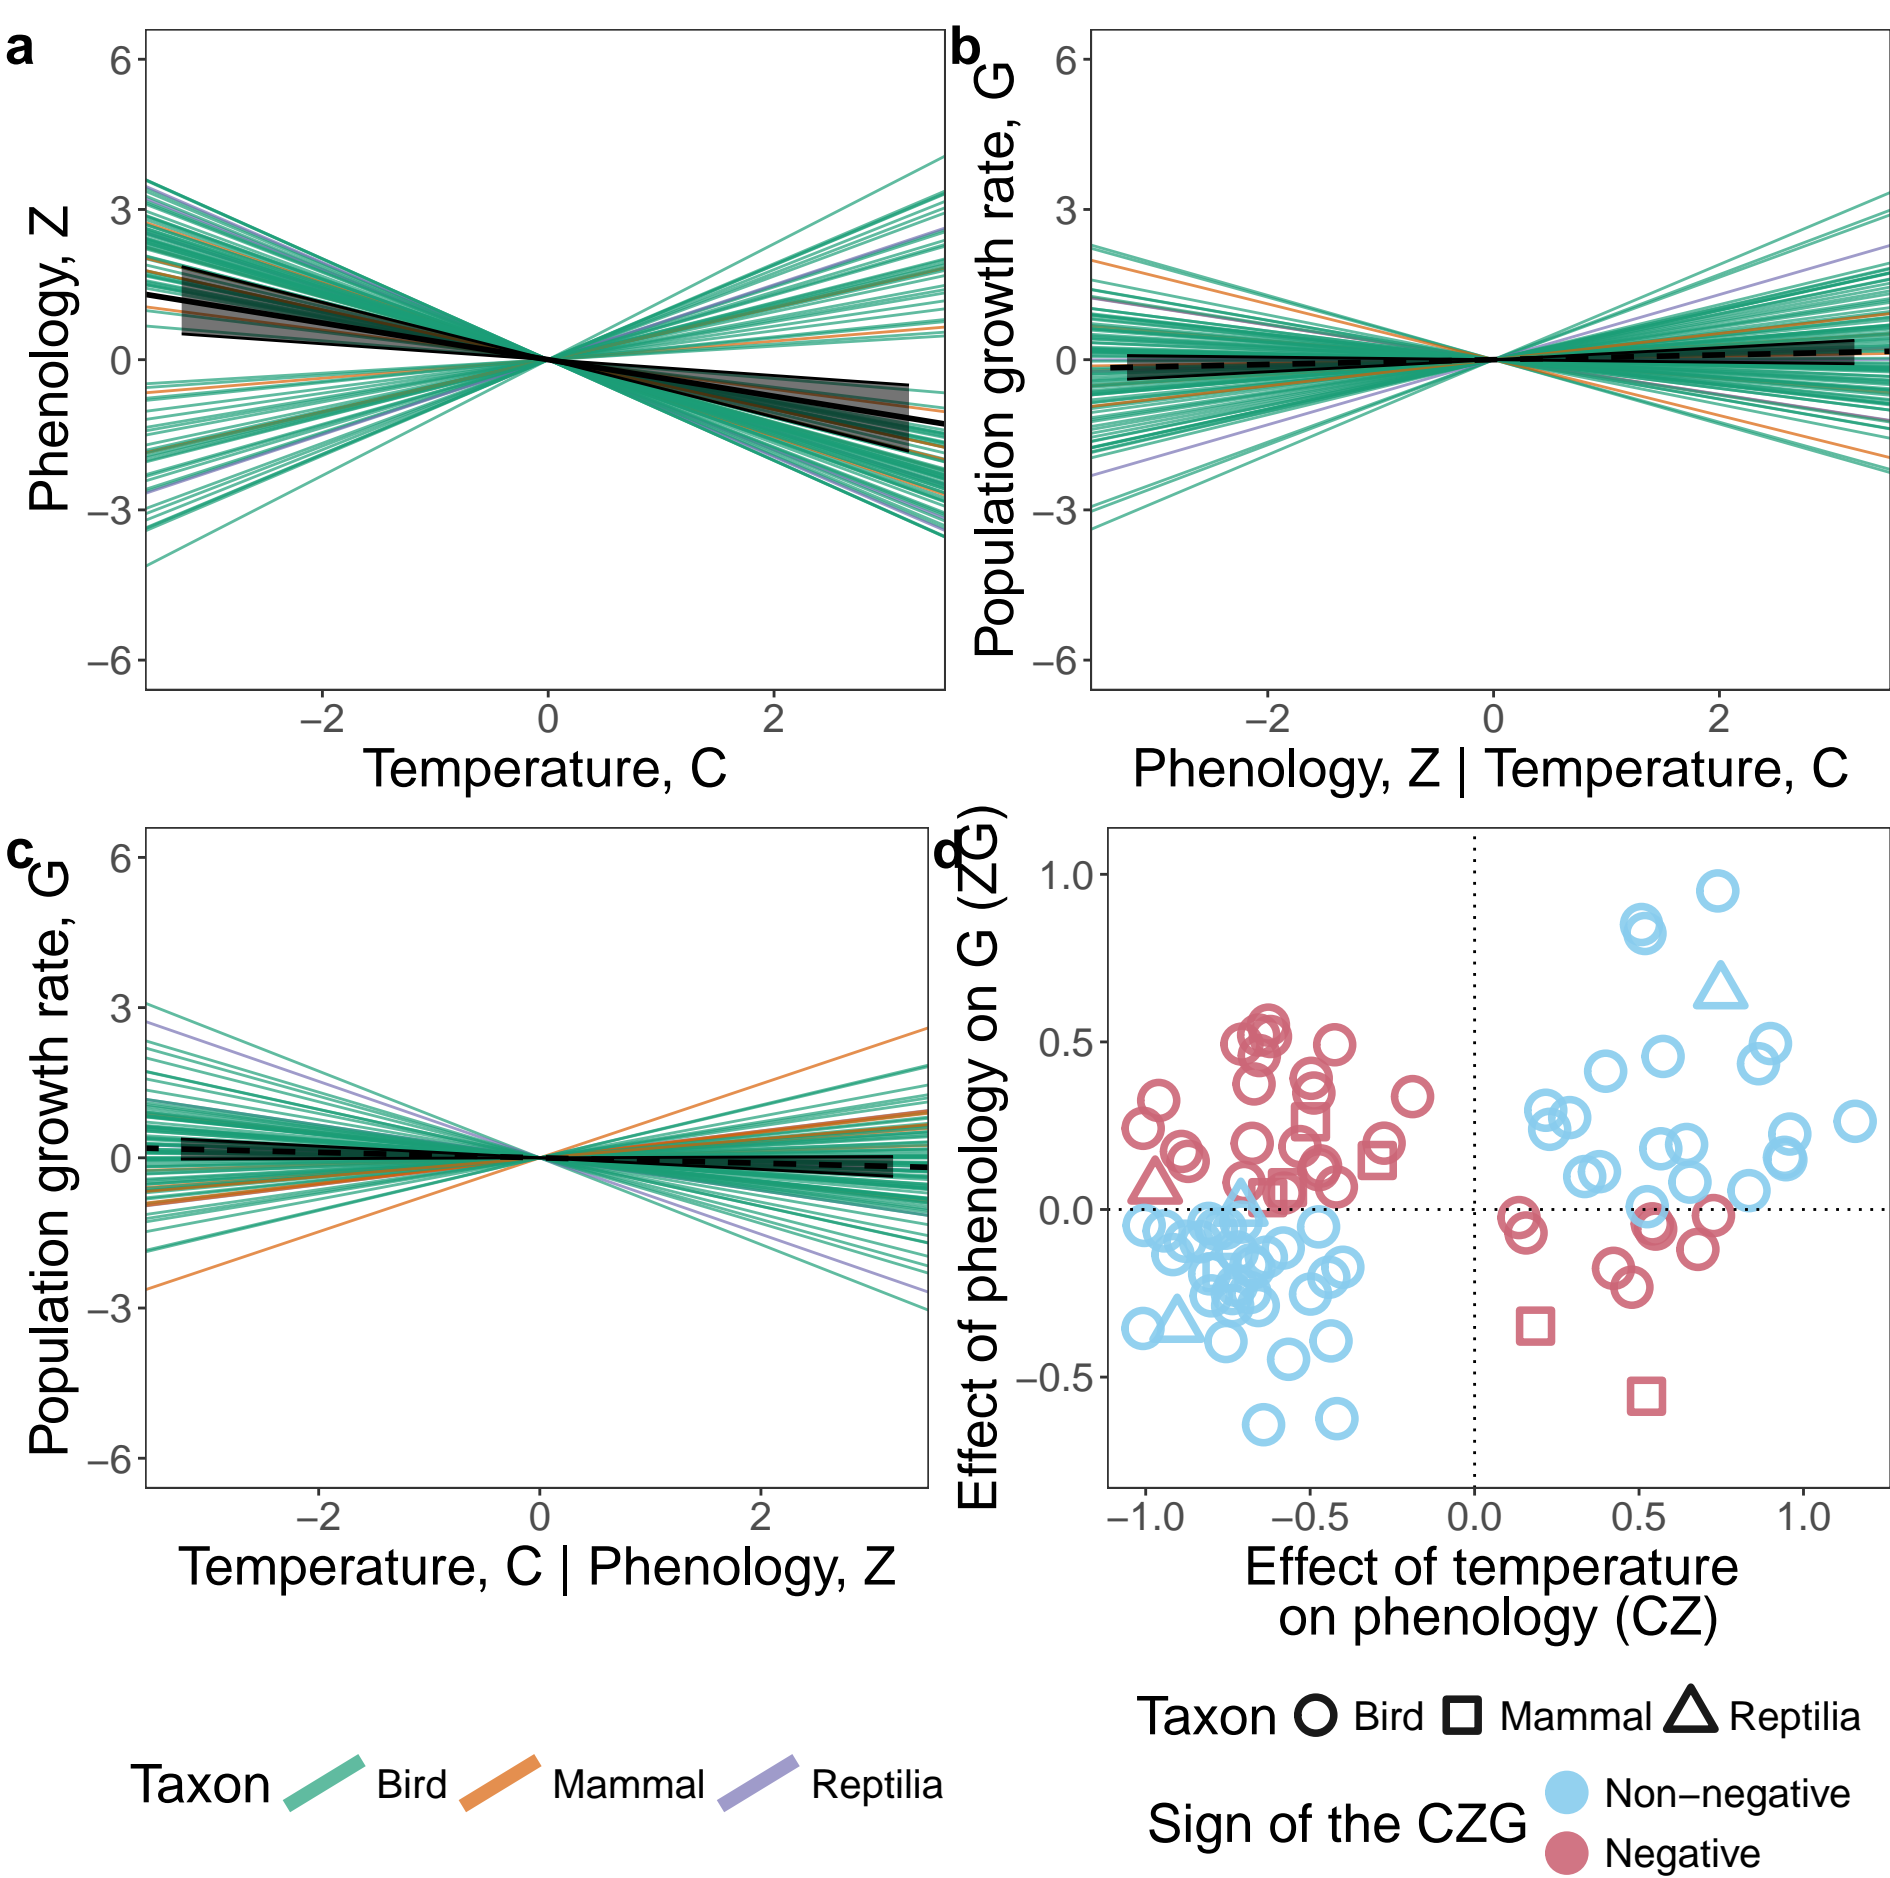 a
6
3
0
−3
−6
Phenology, Z
−2
0
2
Temperature, C
b
6
3
0
−3
−6
Population growth rate, G
−2
0
2
Phenology, Z | Temperature, C
c
6
3
0
−3
−6
Population growth rate, G
−2
0
2
Temperature, C | Phenology, Z
d
1.0
0.5
0.0
−0.5
Effect of phenology on G (ZG)
−1.0
−0.5
0.0
0.5
1.0
Effect of temperature
on phenology (CZ)
Taxon Bird Mammal Reptilia
Taxon Bird Mammal Reptilia
Sign of the CZG
Non−negative
Negative